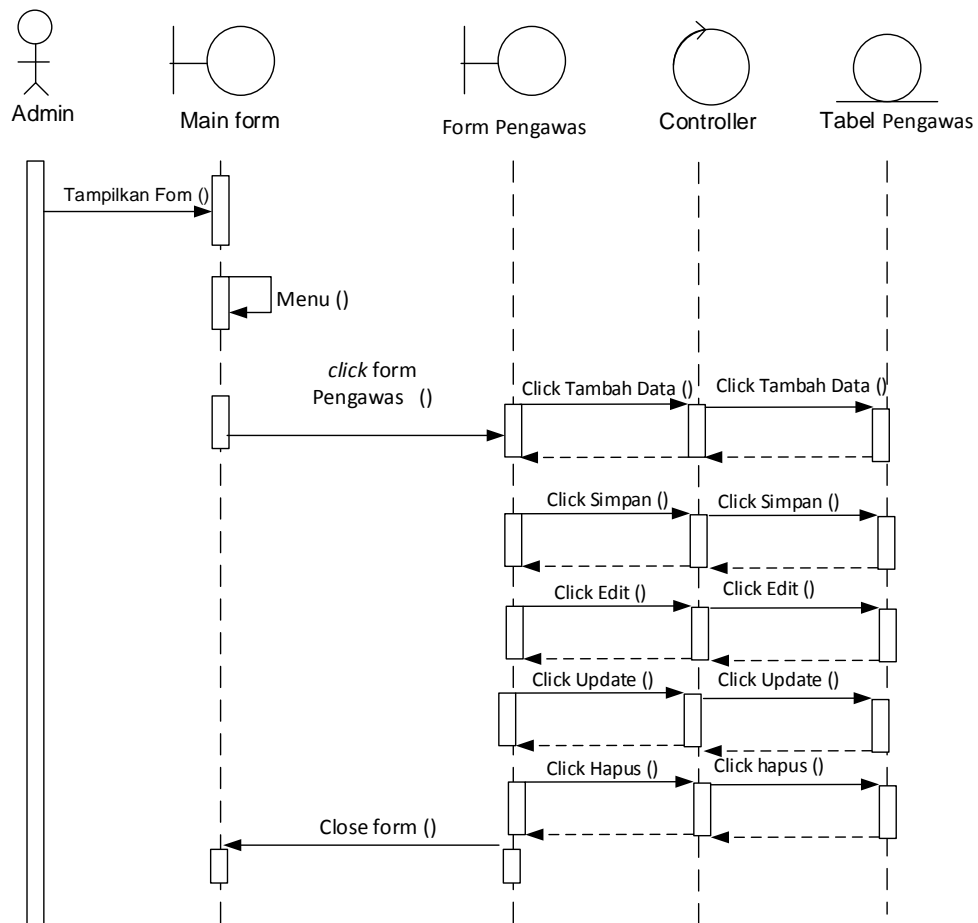 Admin
Main form
Form Pengawas
Controller
Tabel Pengawas
Tampilkan Fom ()
Menu ()
click form
Pengawas ()
Click Tambah Data ()
Click Tambah Data ()
Click Simpan ()
Click Simpan ()
Click Edit ()
Click Edit ()
Click Update ()
Click Update ()
Click Hapus ()
Click hapus ()
Close form ()